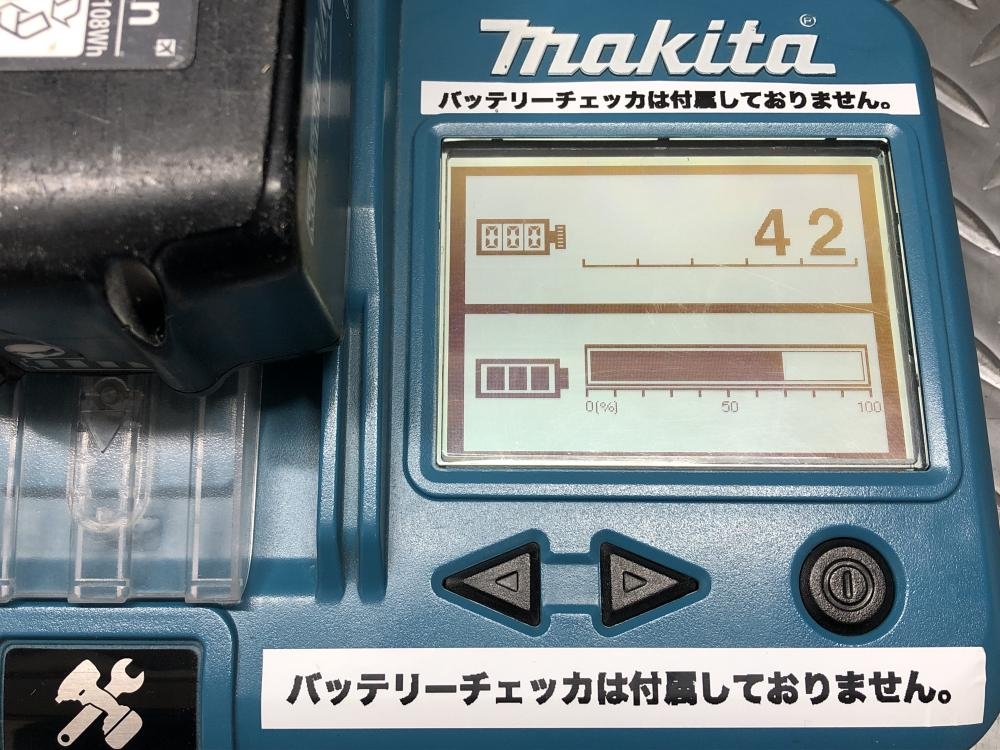 n
108Wh
makita®
バッテリーチェッカは付属しておりません。
42
0(%) 50 100
バッテリーチェッカは付属しておりません。